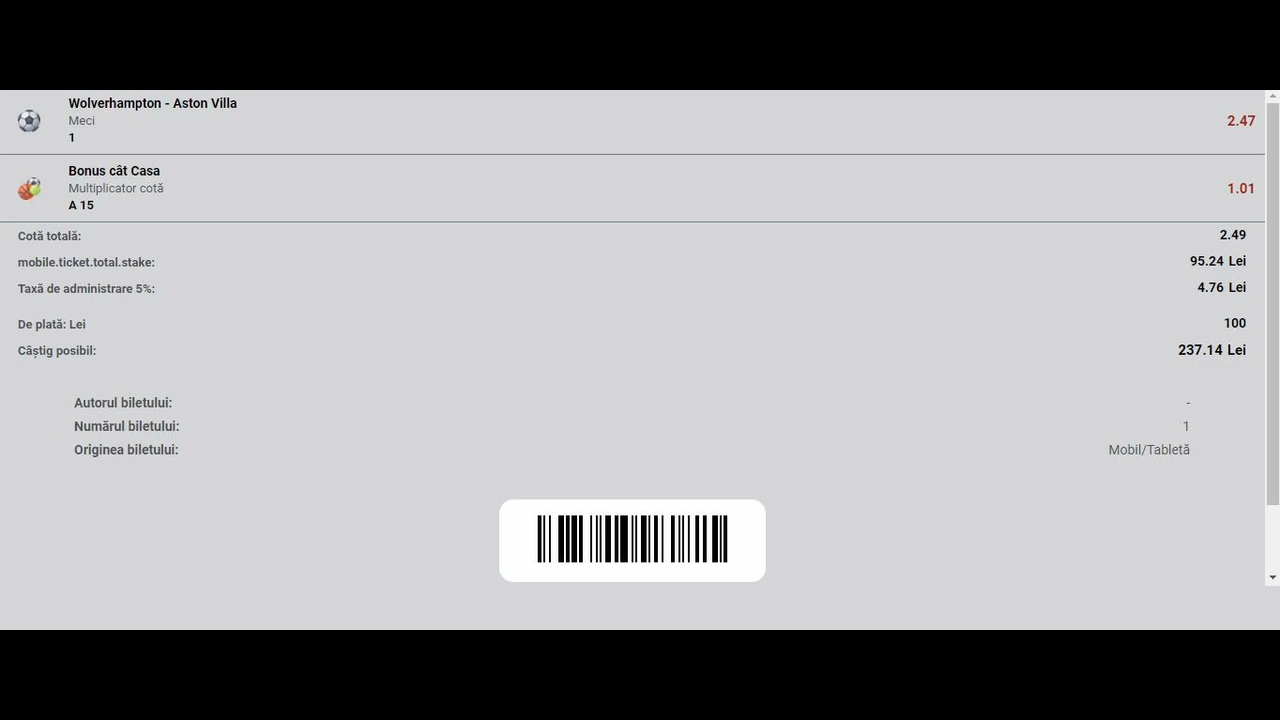 Wolverhampton - Aston Villa
Meci
1
2.47
Bonus cât Casa
Multiplicator cotă
A 15
1.01
Cotă totală: 2.49
mobile.ticket.total.stake: 95.24 Lei
Taxă de administrare 5%: 4.76 Lei
De plată: Lei 100
Câștig posibil: 237.14 Lei
Autorul biletului: -
Numărul biletului: 1
Originea biletului: Mobil/Tabletă